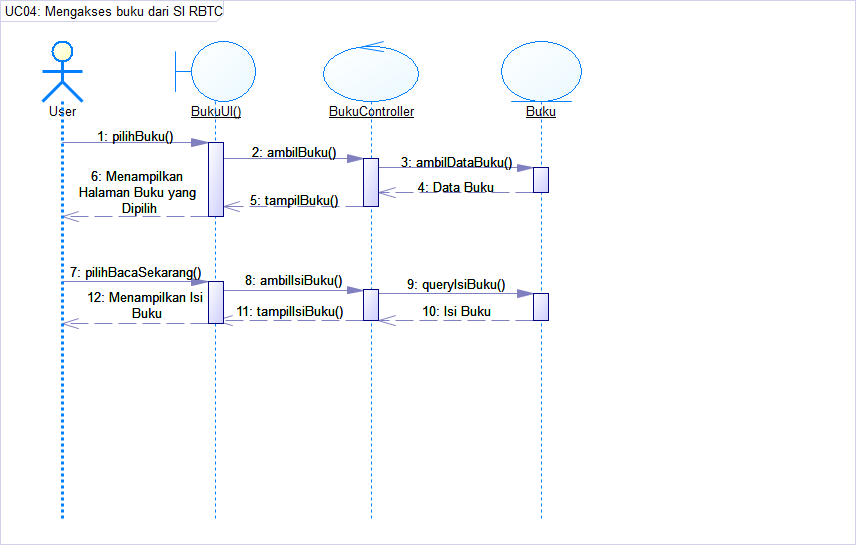 UC04: Mengakses buku dari SI RBTC
User
BukuUI()
BukuController
Buku
1: pilihBuku()
2: ambilBuku()
3: ambilDataBuku()
4: Data Buku
5: tampilBuku()
6: Menampilkan
Halaman Buku yang
Dipilih
7: pilihBacaSekarang()
8: ambilIsiBuku()
9: queryIsiBuku()
10: Isi Buku
11: tampilIsiBuku()
12: Menampilkan Isi
Buku